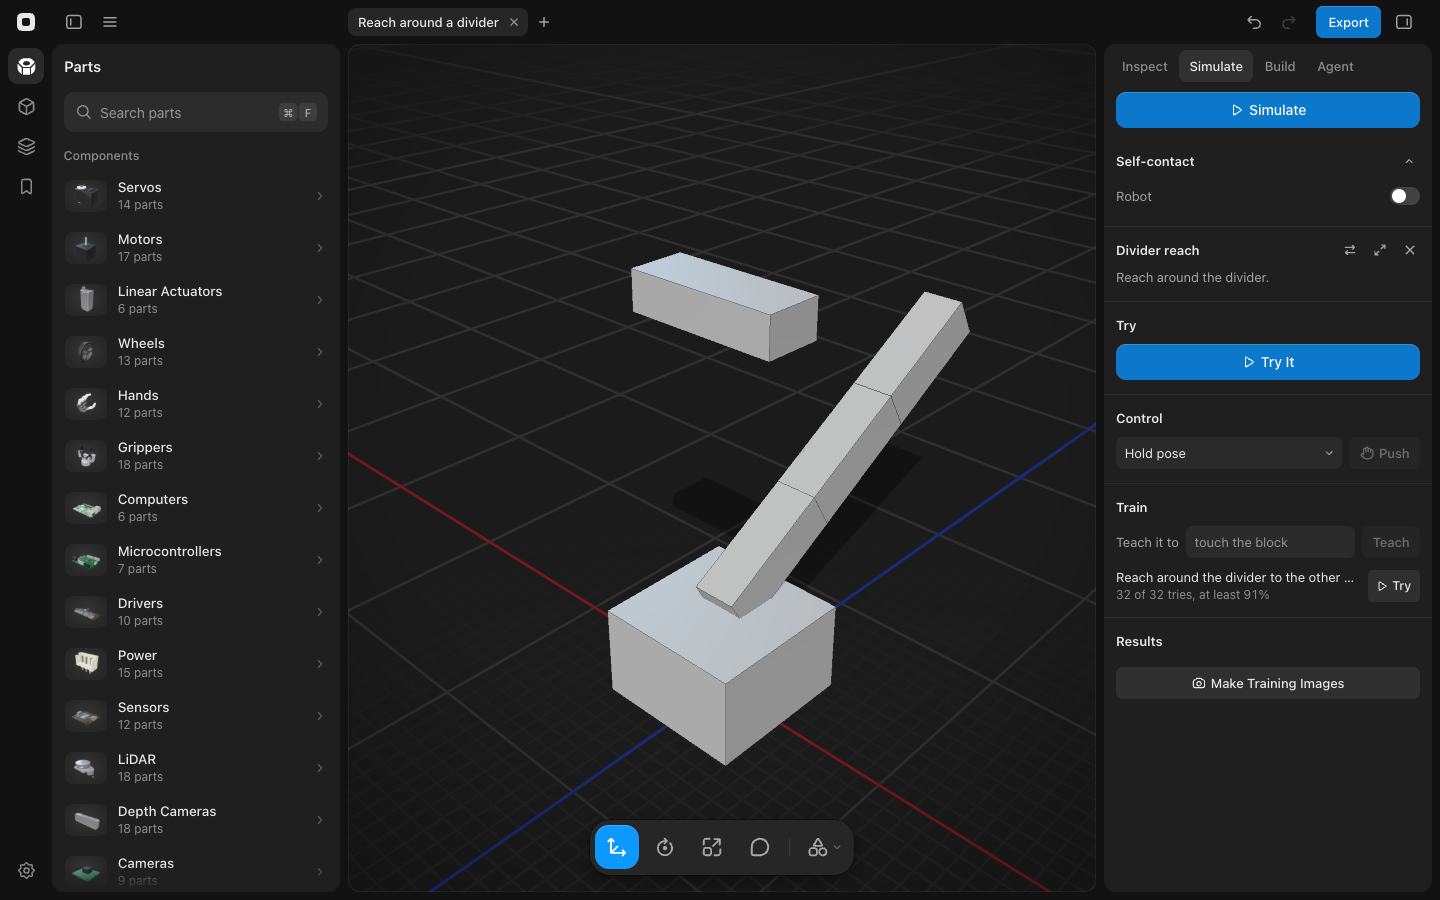 Reach around a divider
Export
Parts
Search parts
⌘ F
Components
Servos
14 parts
Motors
17 parts
Linear Actuators
6 parts
Wheels
13 parts
Hands
12 parts
Grippers
18 parts
Computers
6 parts
Microcontrollers
7 parts
Drivers
10 parts
Power
15 parts
Sensors
12 parts
LiDAR
18 parts
Depth Cameras
18 parts
Cameras
9 parts
Inspect Simulate Build Agent
Simulate
Self-contact
Robot
Divider reach
Reach around the divider.
Try
Try It
Control
Hold pose
Push
Train
Teach it to touch the block Teach
Reach around the divider to the other ...
32 of 32 tries, at least 91%
Try
Results
Make Training Images